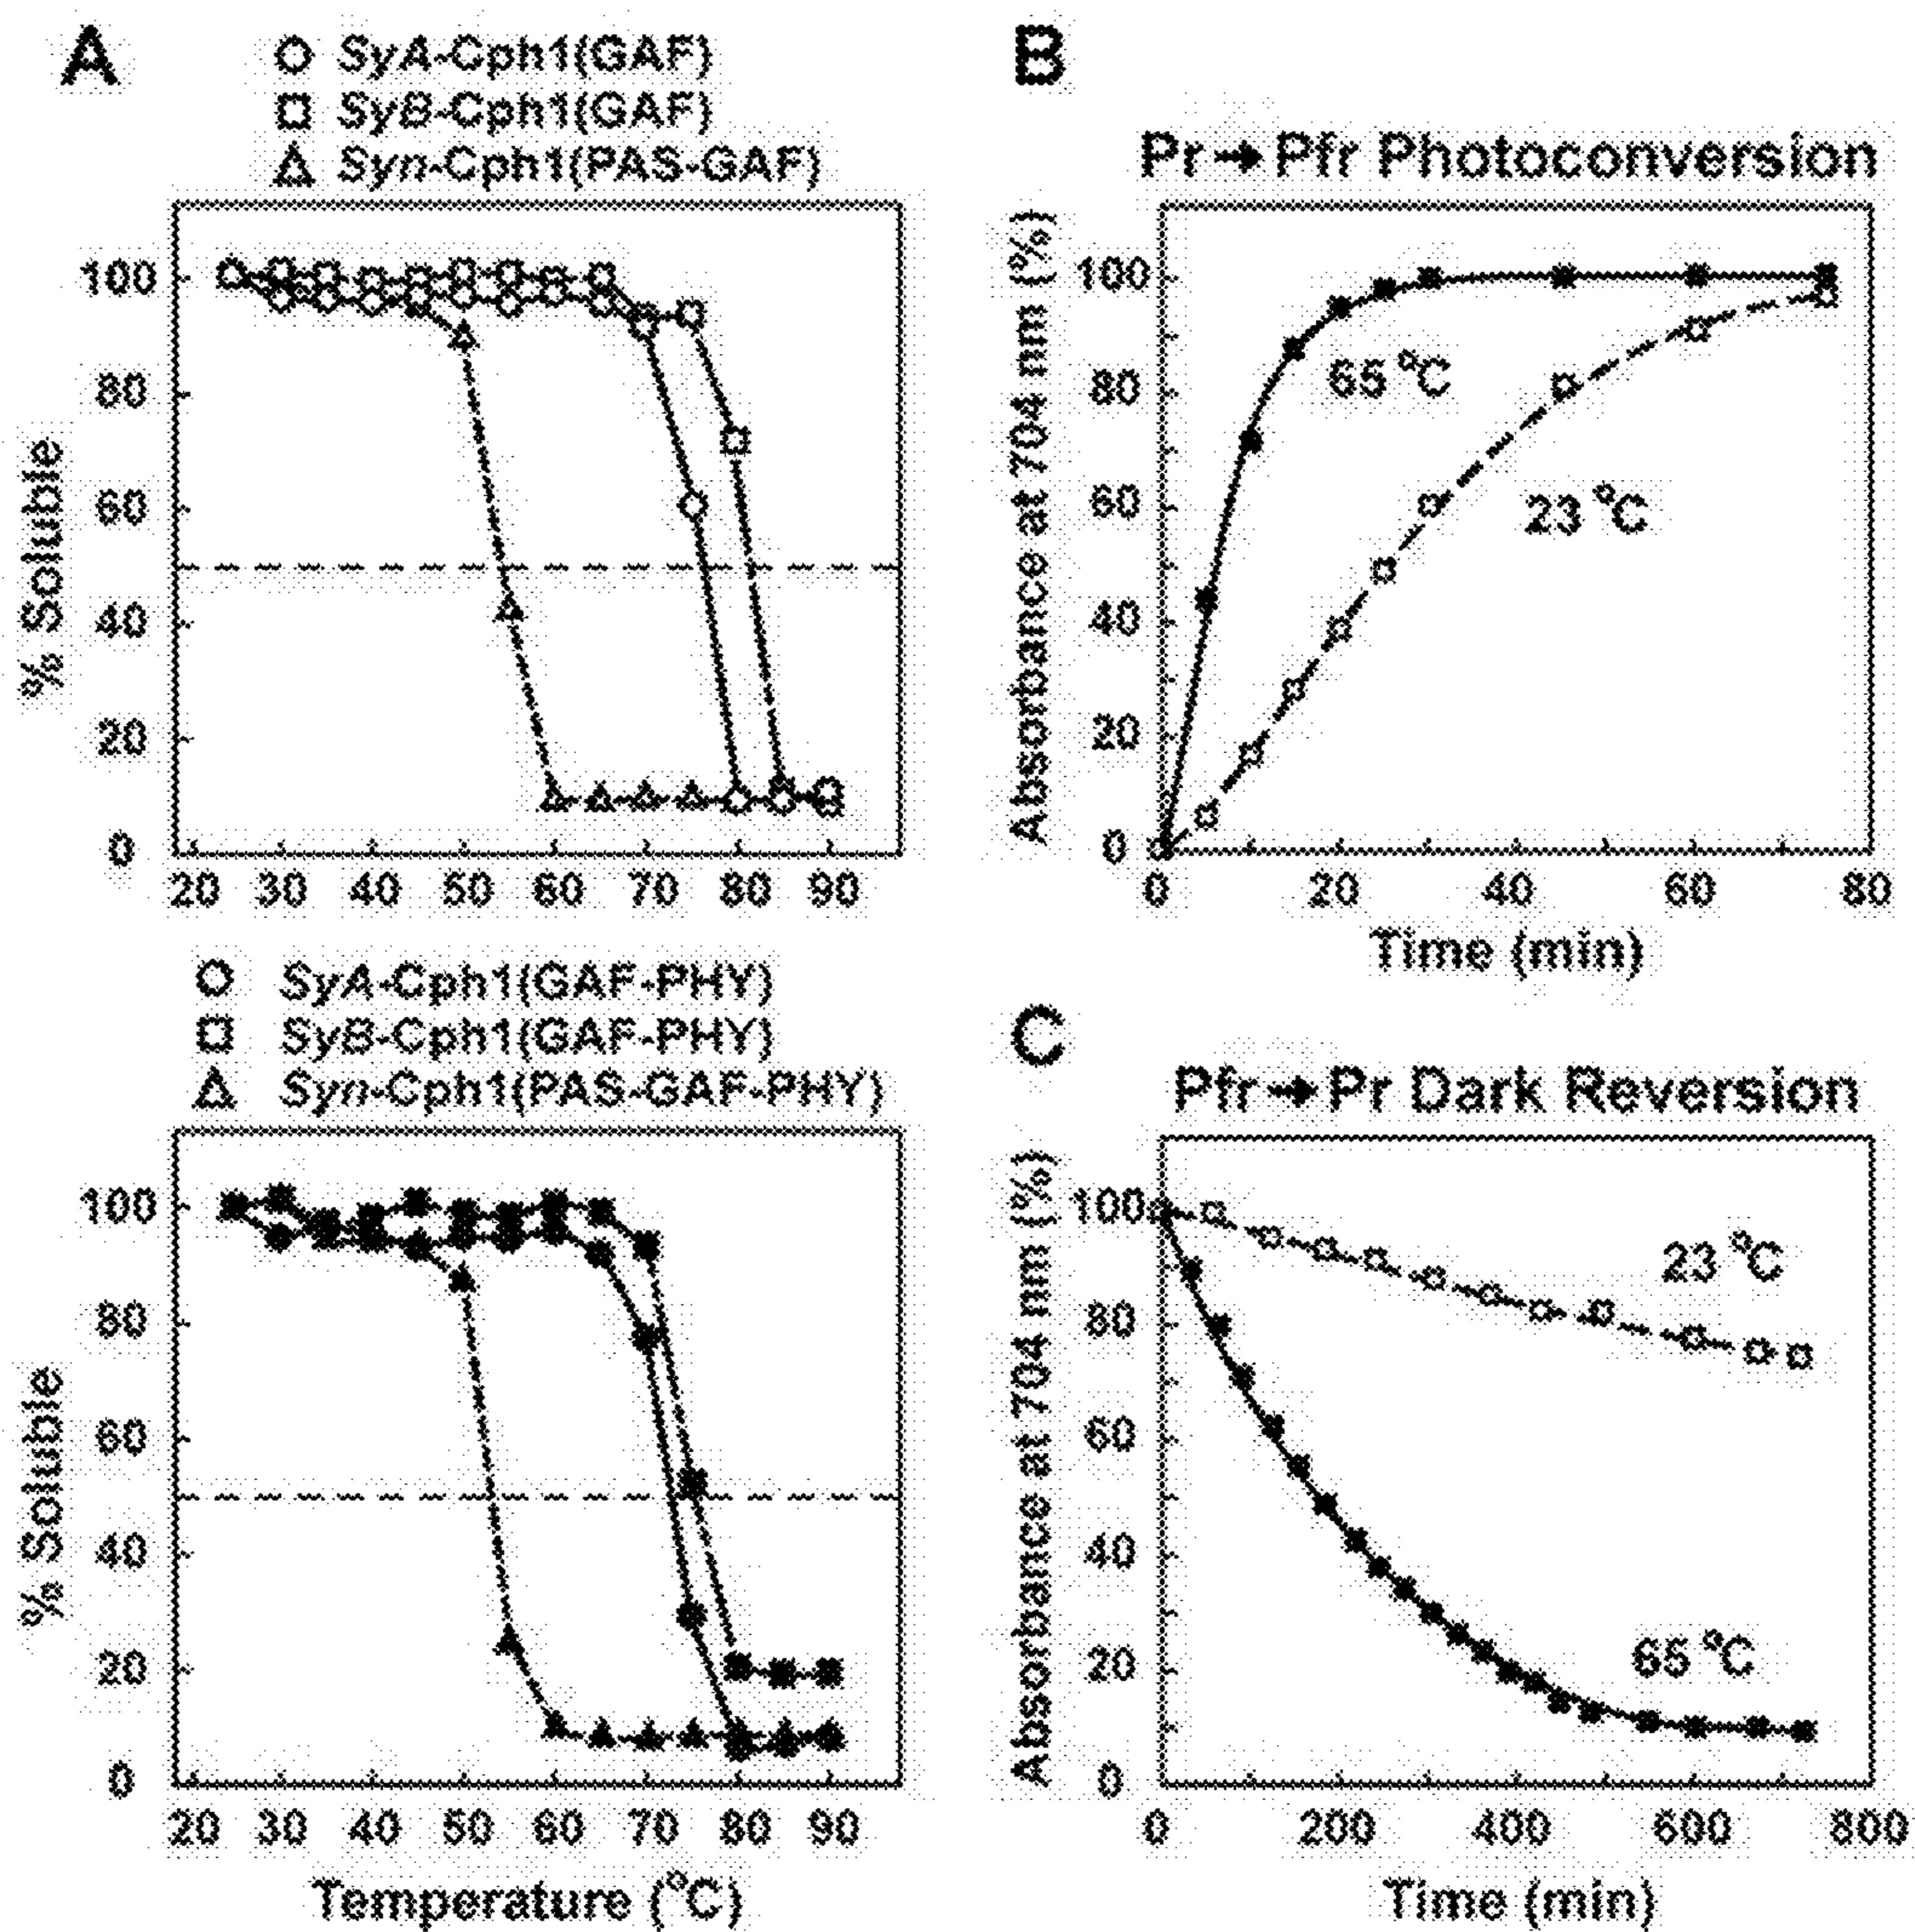 A
SyA-Cph1(GAF)
SyB-Cph1(GAF)
Syn-Cph1(PAS-GAF)
% Soluble
100
80
60
40
20
0
20 30 40 50 60 70 80 90
SyA-Cph1(GAF-PHY)
SyB-Cph1(GAF-PHY)
Syn-Cph1(PAS-GAF-PHY)
% Soluble
100
80
60
40
20
0
20 30 40 50 60 70 80 90
Temperature (°C)
B
Pr → Pfr Photoconversion
Absorbance at 704 nm (%)
100
80
60
40
20
0
65 °C
23 °C
0 20 40 60 80
Time (min)
C
Pfr → Pr Dark Reversion
Absorbance at 704 nm (%)
100
80
60
40
20
0
23 °C
65 °C
0 200 400 600 800
Time (min)